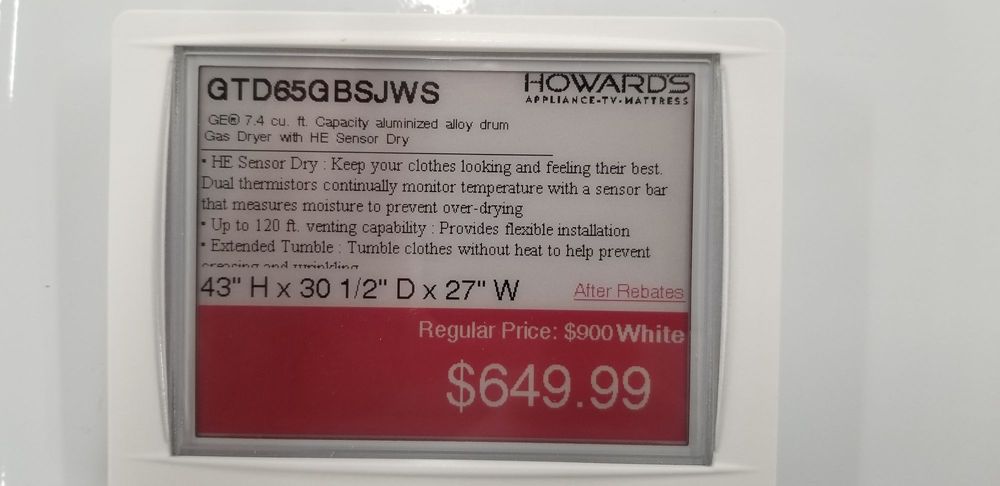 GTD65GBSJWS
HOWARD'S
APPLIANCE-TV-MATTRESS
GE® 7.4 cu. ft. Capacity aluminized alloy drum
Gas Dryer with HE Sensor Dry
• HE Sensor Dry : Keep your clothes looking and feeling their best.
Dual thermistors continually monitor temperature with a sensor bar
that measures moisture to prevent over-drying
• Up to 120 ft. venting capability : Provides flexible installation
• Extended Tumble : Tumble clothes without heat to help prevent
creasing and wrinkling
43" H x 30 1/2" D x 27" W
After Rebates
Regular Price: $900 White
$649.99